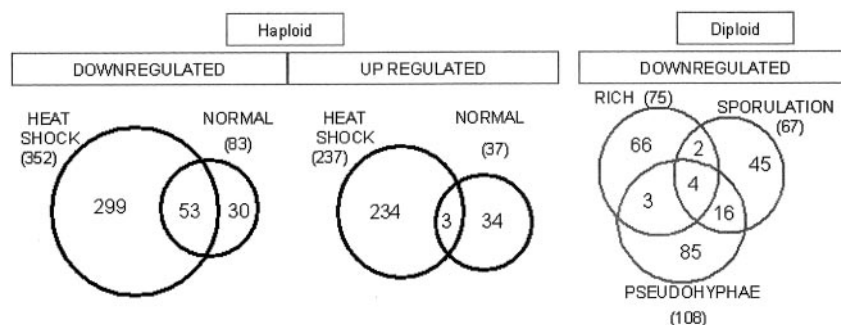 Haploid
Diploid
DOWNREGULATED
UP REGULATED
DOWNREGULATED
HEAT
SHOCK
(352)
NORMAL
(83)
299
53
30
HEAT
SHOCK
(237)
NORMAL
(37)
234
3
34
RICH (75)
SPORULATION
(67)
66
2
45
4
3
16
85
PSEUDOHYPHAE
(108)